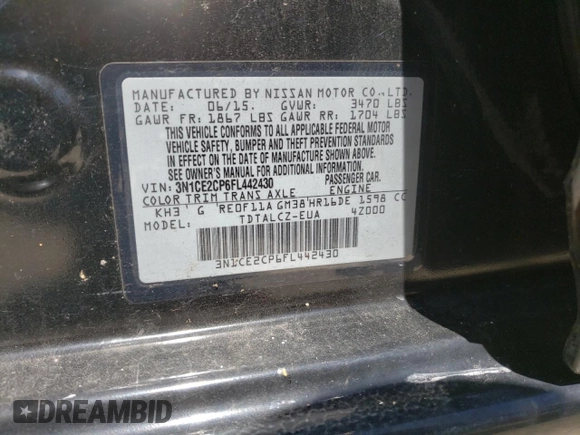 MANUFACTURED BY NISSAN MOTOR CO.,LTD.
DATE: 06/15. GVWR: 3470 LBS
GAWR FR: 1867 LBS GAWR RR: 1704 LBS
THIS VEHICLE CONFORMS TO ALL APPLICABLE FEDERAL MOTOR
VEHICLE SAFETY, BUMPER AND THEFT PREVENTION STANDARDS
IN EFFECT ON THE DATE OF MANUFACTURE SHOWN ABOVE.
SEE OWNER'S MANUAL FOR ADDITIONAL INFORMATION.
VIN: 3N1CE2CP6FL442430 PASSENGER CAR.
COLOR TRIM TRANS AXLE ENGINE
KH3 G RE0F11A GM38 HR16DE 1598 CC
MODEL: TDTALCZ-EUA 4Z000
3N1CE2CP6FL442430
DREAMBID